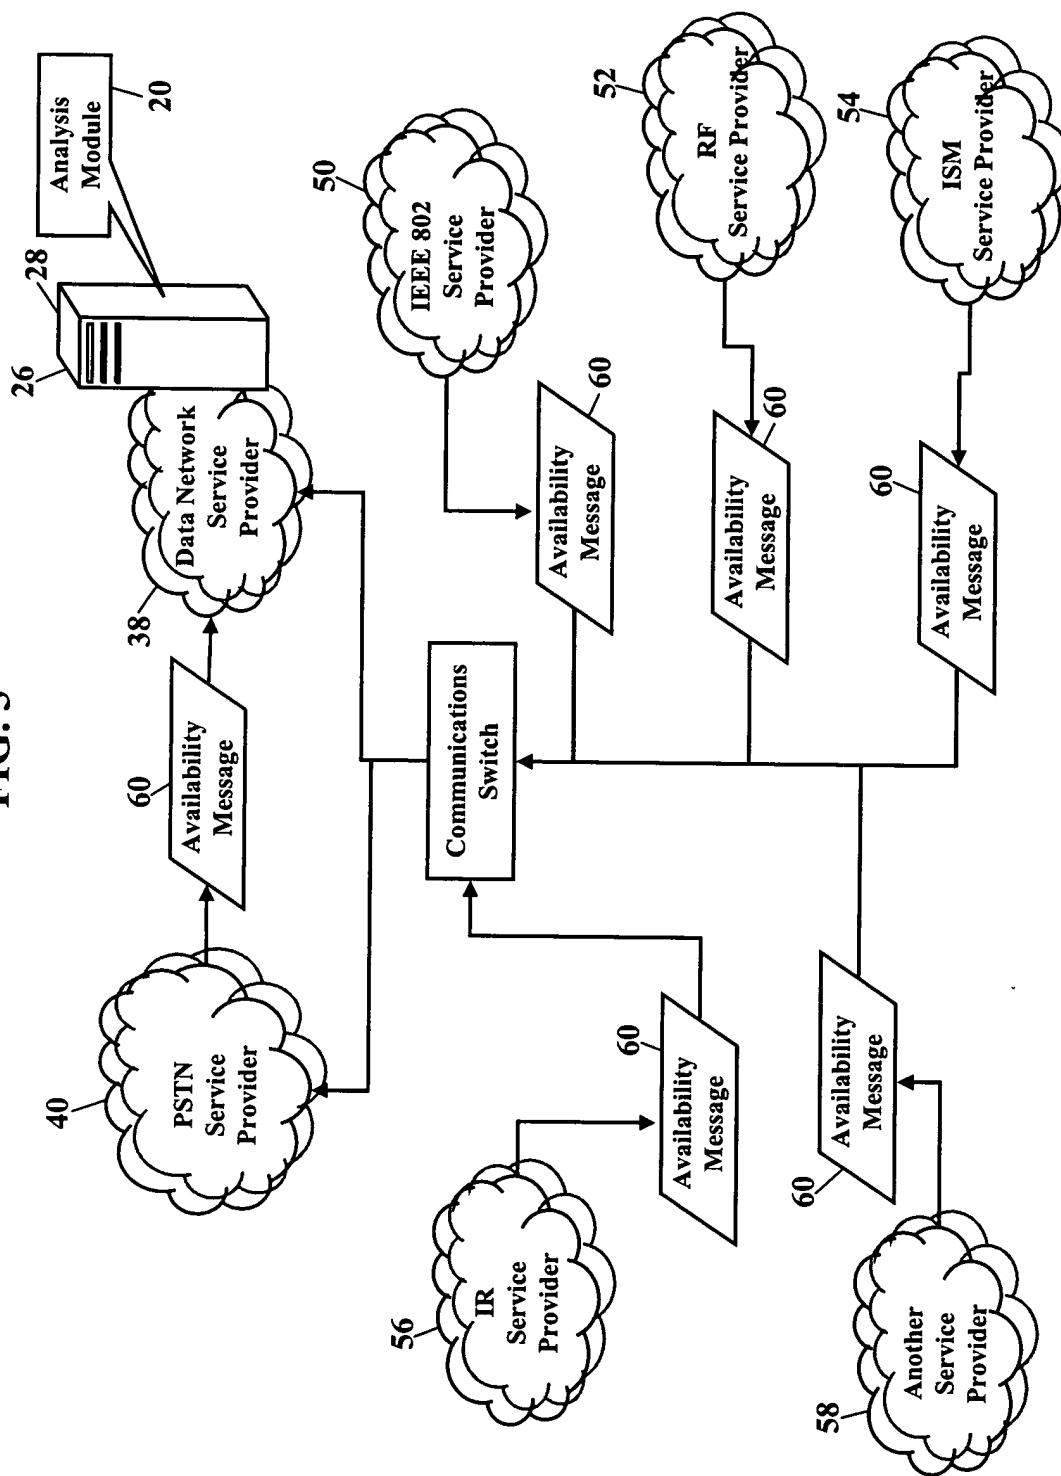 FIG.
40
PSTN
Service
Provider
60
Availability
Message
38
Data Network
Service
Provider
26
28
Analysis
Module
20
Communications
Switch
56
IR
Service
Provider
60
Availability
Message
58
Another
Service
Provider
60
Availability
Message
50
IEEE 802
Service
Provider
60
Availability
Message
52
RF
Service Provider
60
Availability
Message
54
ISM
Service Provider
60
Availability
Message